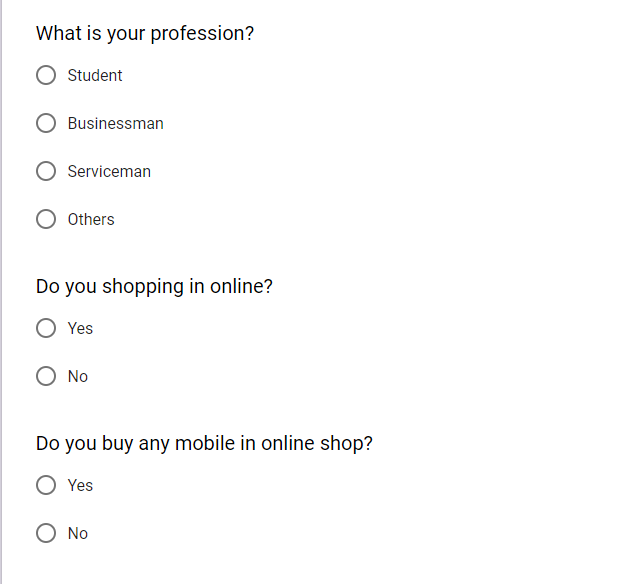 What is your profession?
Student
Businessman
Serviceman
Others
Do you shopping in online?
Yes
No
Do you buy any mobile in online shop?
Yes
No